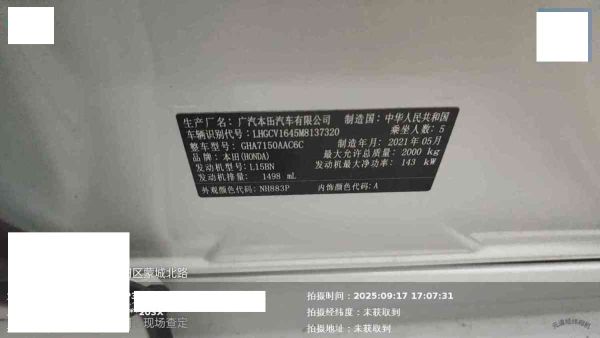 生产厂名：广汽本田汽车有限公司 制造国：中华人民共和国
车辆识别代号：LHGCV1645M8137320 乘坐人数：5
整车型号：GHA7150AAC6C 制造年月：2021年05月
品牌：本田(HONDA) 最大允许总质量：2000 kg
发动机型号：L15BN 发动机最大净功率：143 kW
发动机排量：1498 mL
外观颜色代码：NH883P 内饰颜色代码：A
区蒙城北路
拍摄时间：2025:09:17 17:07:31
203X 拍摄经纬度：未获取到
现场查定 拍摄地址：未获取到